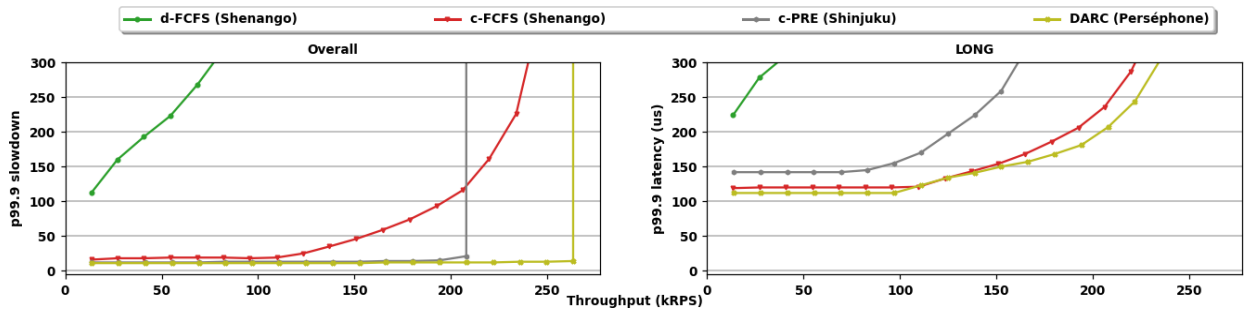 d-FCFS (Shenango) c-FCFS (Shenango) c-PRE (Shinjuku) DARC (Perséphone)
Overall
p99.9 slowdown
300
250
200
150
100
50
0
0 50 100 150 200 250
LONG
p99.9 latency (us)
300
250
200
150
100
50
0
0 50 100 150 200 250
Throughput (kRPS)